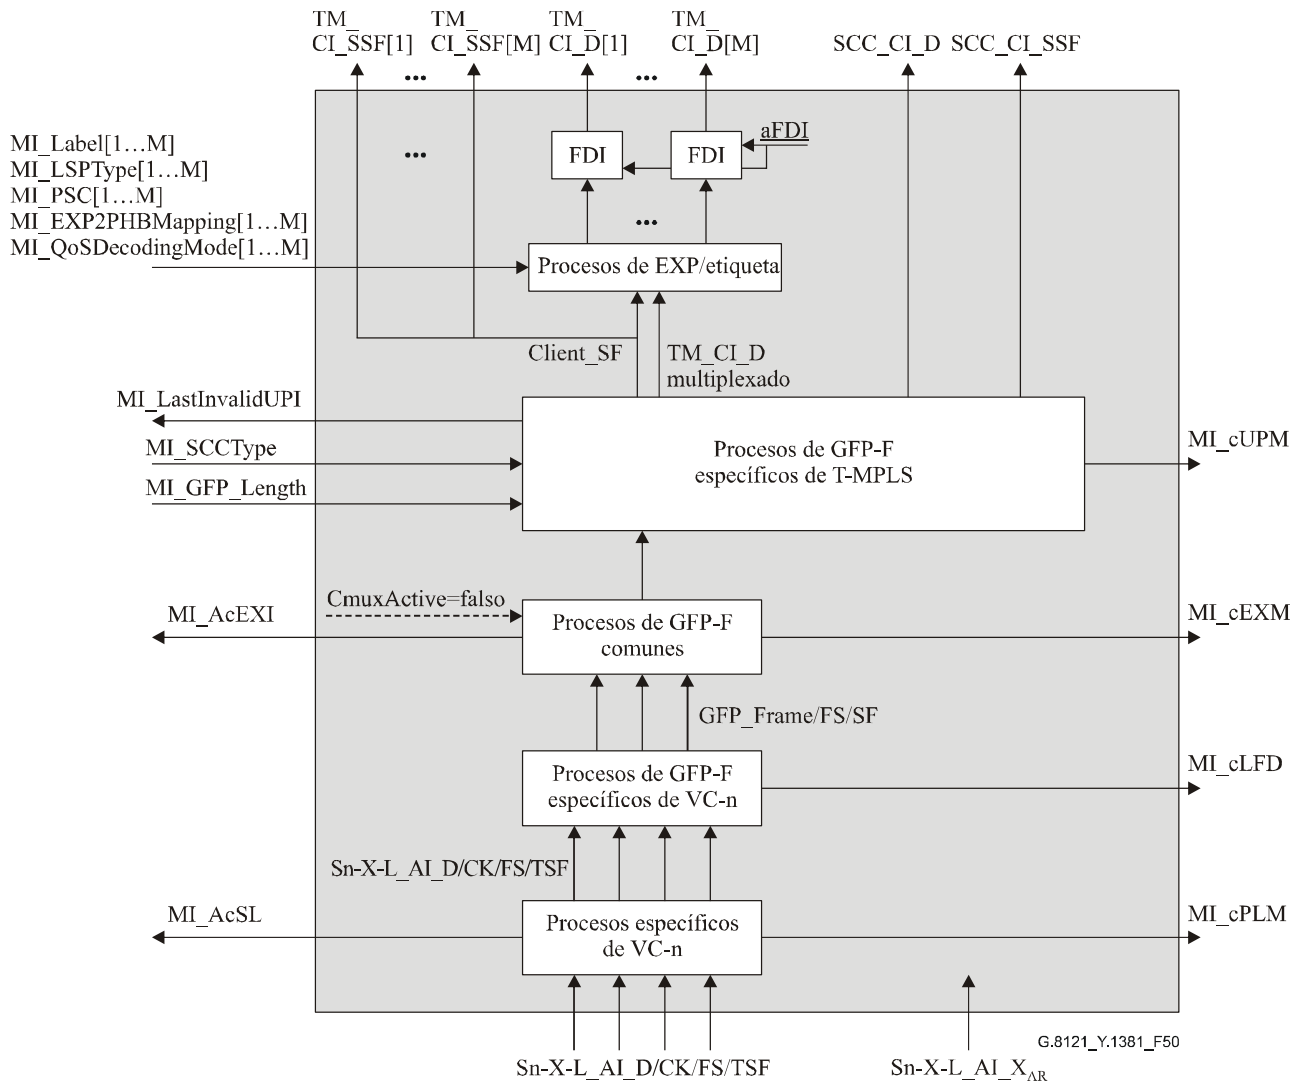 TM_
CI_SSF[1]
TM_
CI_SSF[M]
TM_
CI_D[1]
TM_
CI_D[M]
SCC_CI_D
SCC_CI_SSF
...
...
MI_Label[1...M]
MI_LSPType[1...M]
MI_PSC[1...M]
MI_EXP2PHBMapping[1...M]
MI_QoSDecodingMode[1...M]
...
FDI
FDI
aFDI
...
Procesos de EXP/etiqueta
Client_SF
TM_CI_D
multiplexado
MI_LastInvalidUPI
MI_SCCType
MI_GFP_Length
Procesos de GFP-F
específicos de T-MPLS
MI_cUPM
CmuxActive=falso
MI_AcEXI
Procesos de GFP-F
comunes
MI_cEXM
GFP_Frame/FS/SF
Procesos de GFP-F
específicos de VC-n
MI_cLFD
Sn-X-L_AI_D/CK/FS/TSF
MI_AcSL
Procesos específicos
de VC-n
MI_cPLM
G.8121_Y.1381_F50
Sn-X-L_AI_D/CK/FS/TSF
Sn-X-L_AI_X_AR